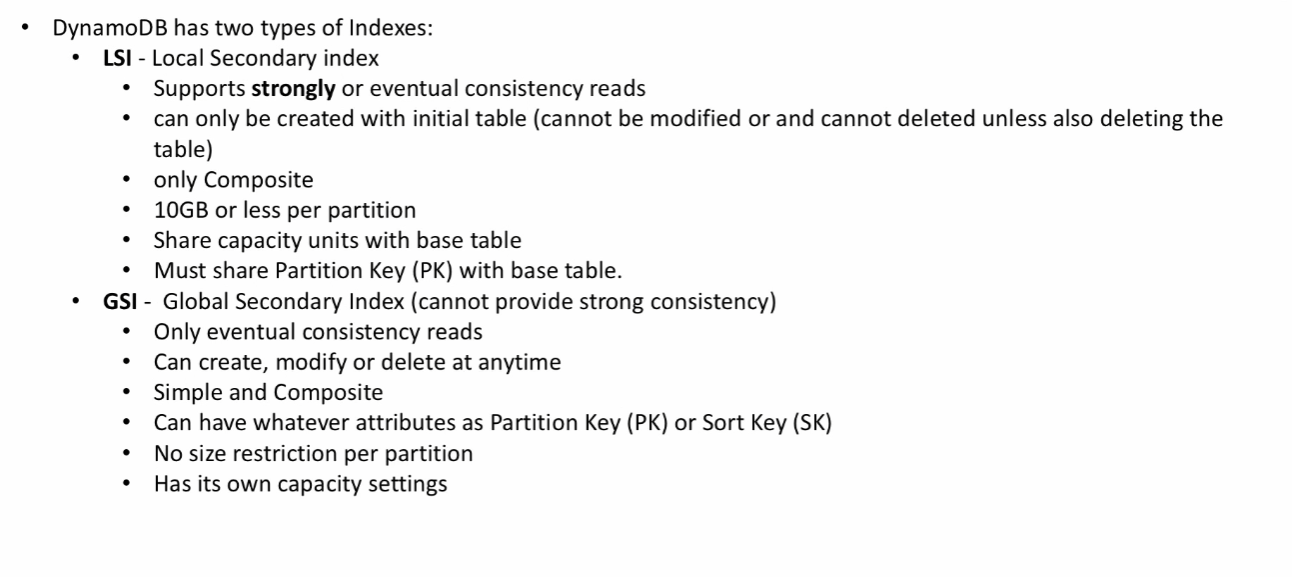 • DynamoDB has two types of Indexes:
• LSI - Local Secondary index
• Supports strongly or eventual consistency reads
• can only be created with initial table (cannot be modified or and cannot deleted unless also deleting the
table)
• only Composite
• 10GB or less per partition
• Share capacity units with base table
• Must share Partition Key (PK) with base table.
• GSI - Global Secondary Index (cannot provide strong consistency)
• Only eventual consistency reads
• Can create, modify or delete at anytime
• Simple and Composite
• Can have whatever attributes as Partition Key (PK) or Sort Key (SK)
• No size restriction per partition
• Has its own capacity settings